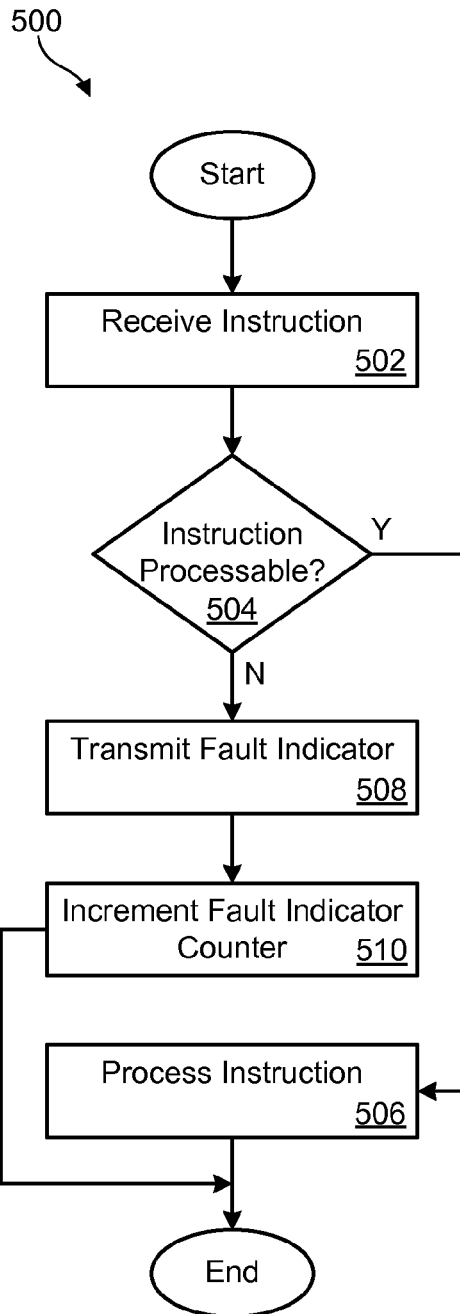 500
Start
Receive Instruction
502
Instruction
Processable?
504
Y
N
Transmit Fault Indicator
508
Increment Fault Indicator
Counter
510
Process Instruction
506
End